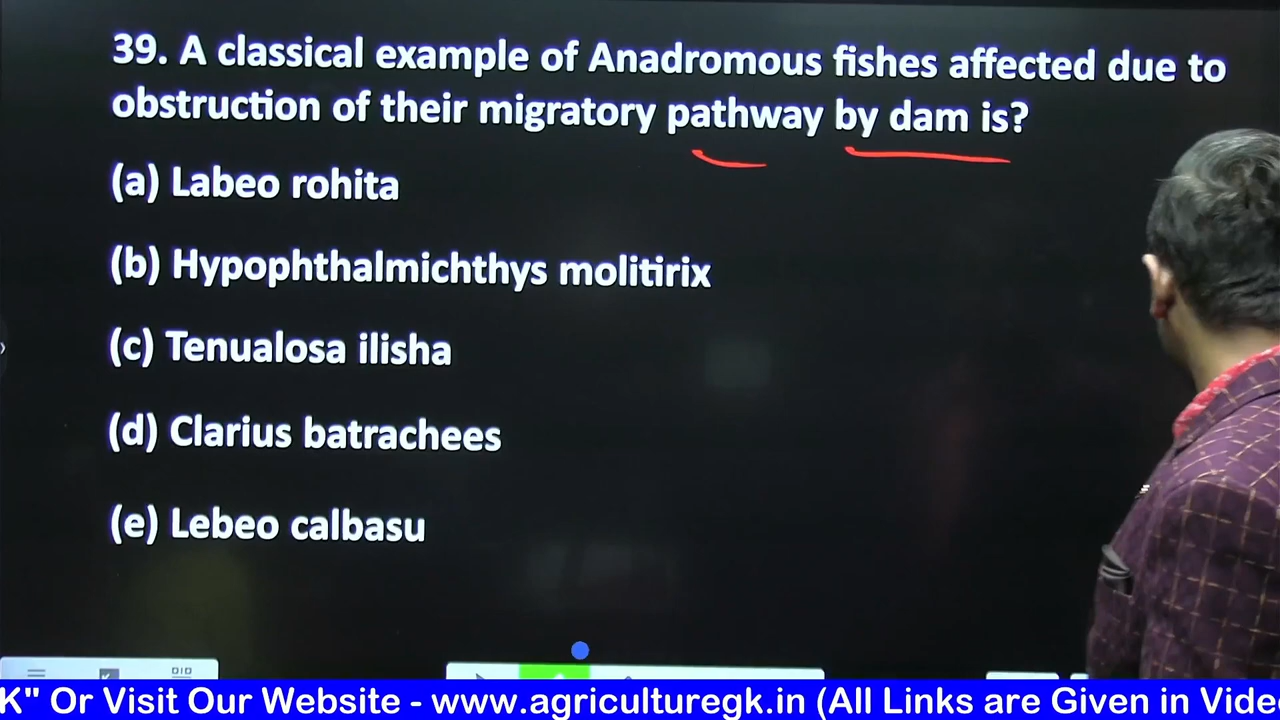 39. A classical example of Anadromous fishes affected due to
obstruction of their migratory pathway by dam is?
(a) Labeo rohita
(b) Hypophthalmichthys molitirix
(c) Tenualosa ilisha
(d) Clarius batrachees
(e) Lebeo calbasu
K" Or Visit Our Website - www.agriculturegk.in (All Links are Given in Vide